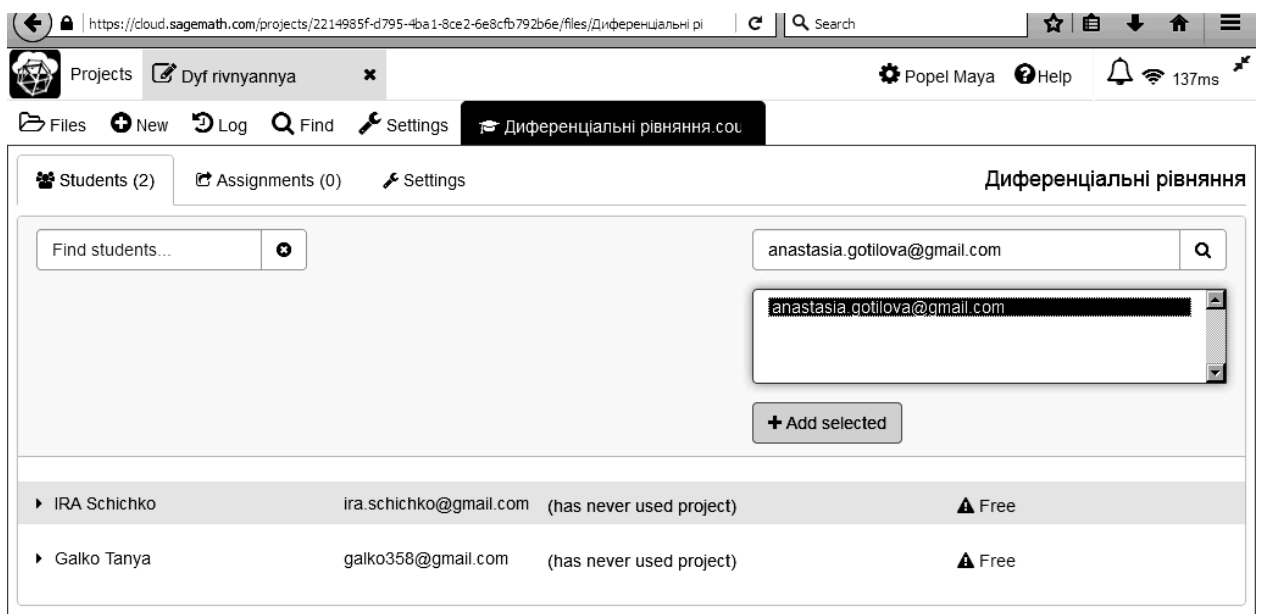 https://cloud.sagemath.com/projects/2214985f-d795-4ba1-8ce2-6e8cfb792b6e/files/Диференціальні рі Search
Projects Dyf rivnyannya Popel Maya Help 137ms
Files New Log Find Settings Диференціальні рівняння.cou
Students (2) Assignments (0) Settings Диференціальні рівняння
Find students... anastasia.gotilova@gmail.com
anastasia.gotilova@gmail.com
Add selected
IRA Schichko ira.schichko@gmail.com (has never used project) Free
Galko Tanya galko358@gmail.com (has never used project) Free